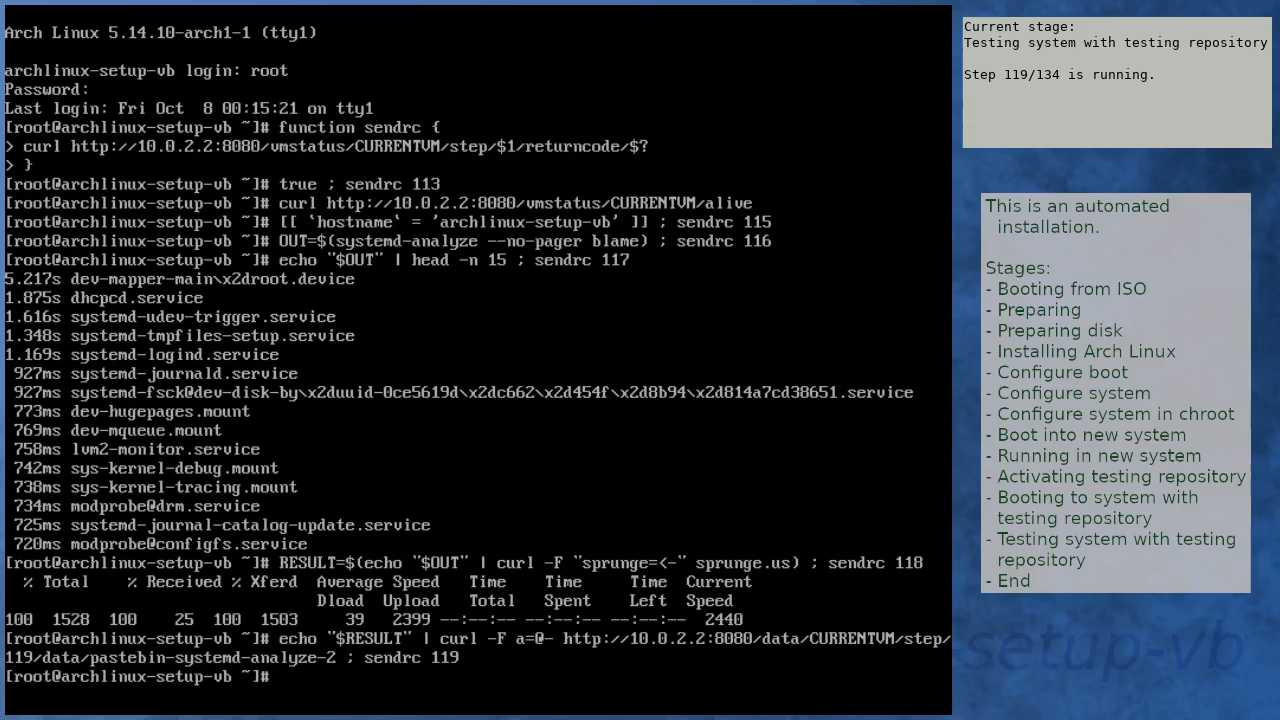 Arch Linux 5.14.10-arch1-1 (tty1)
archlinux-setup-vb login: root
Password:
Last login: Fri Oct  8 00:15:21 on tty1
[root@archlinux-setup-vb ~]# function sendrc {
> curl http://10.0.2.2:8080/vmstatus/CURRENTVM/step/$1/returncode/$?
> }
[root@archlinux-setup-vb ~]# true ; sendrc 113
[root@archlinux-setup-vb ~]# curl http://10.0.2.2:8080/vmstatus/CURRENTVM/alive
[root@archlinux-setup-vb ~]# [[ `hostname` = 'archlinux-setup-vb' ]] ; sendrc 115
[root@archlinux-setup-vb ~]# OUT=$(systemd-analyze --no-pager blame) ; sendrc 116
[root@archlinux-setup-vb ~]# echo "$OUT" | head -n 15 ; sendrc 117
5.217s dev-mapper-main\x2droot.device
1.875s dhcpcd.service
1.616s systemd-udev-trigger.service
1.348s systemd-tmpfiles-setup.service
1.169s systemd-logind.service
 927ms systemd-journald.service
 927ms systemd-fsck@dev-disk-by\x2duuid-0ce5619d\x2dc662\x2d454f\x2d8b94\x2d814a7cd38651.service
 773ms dev-hugepages.mount
 769ms dev-mqueue.mount
 758ms lvm2-monitor.service
 742ms sys-kernel-debug.mount
 738ms sys-kernel-tracing.mount
 734ms modprobe@drm.service
 725ms systemd-journal-catalog-update.service
 720ms modprobe@configfs.service
[root@archlinux-setup-vb ~]# RESULT=$(echo "$OUT" | curl -F "sprunge=<-" sprunge.us) ; sendrc 118
  % Total    % Received % Xferd  Average Speed   Time    Time     Time  Current
                                 Dload  Upload   Total   Spent    Left  Speed
100  1528  100    25  100  1503     39   2399 --:--:-- --:--:-- --:--:--  2440
[root@archlinux-setup-vb ~]# echo "$RESULT" | curl -F a=@- http://10.0.2.2:8080/data/CURRENTVM/step/
119/data/pastebin-systemd-analyze-2 ; sendrc 119
[root@archlinux-setup-vb ~]#
Current stage:
Testing system with testing repository
Step 119/134 is running.
This is an automated
installation.
Stages:
- Booting from ISO
- Preparing
- Preparing disk
- Installing Arch Linux
- Configure boot
- Configure system
- Configure system in chroot
- Boot into new system
- Running in new system
- Activating testing repository
- Booting to system with
testing repository
- Testing system with testing
repository
- End
setup-vb